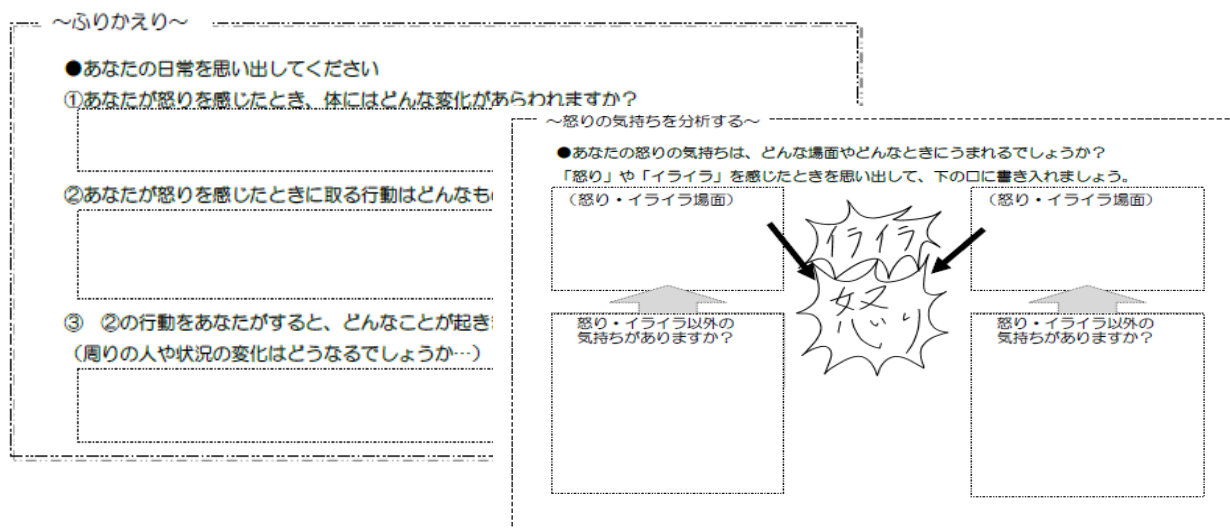 ～ふりかえり～
●あなたの日常を思い出してください
①あなたが怒りを感じたとき、体にはどんな変化があらわれますか？
②あなたが怒りを感じたときに取る行動はどんなも
③　②の行動をあなたがすると、どんなことが起き
（周りの人や状況の変化はどうなるでしょうか…）
～怒りの気持ちを分析する～
●あなたの怒りの気持ちは、どんな場面やどんなときにうまれるでしょうか？
「怒り」や「イライラ」を感じたときを思い出して、下の口に書き入れましょう。
（怒り・イライラ場面）
イライラ
怒り
（怒り・イライラ場面）
怒り・イライラ以外の
気持ちがありますか？
怒り・イライラ以外の
気持ちがありますか？